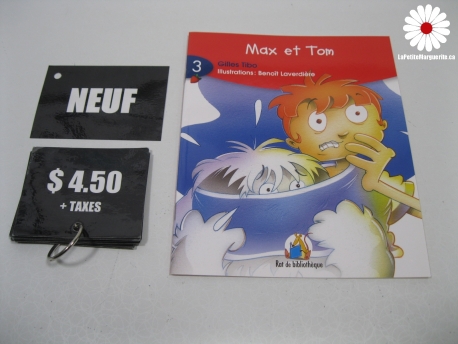 LaPetiteMarguerite.ca
NEUF
$ 4.50
+ TAXES
Max et Tom
3
Gilles Tibo
Illustrations : Benoît Laverdière
Rat de bibliothèque